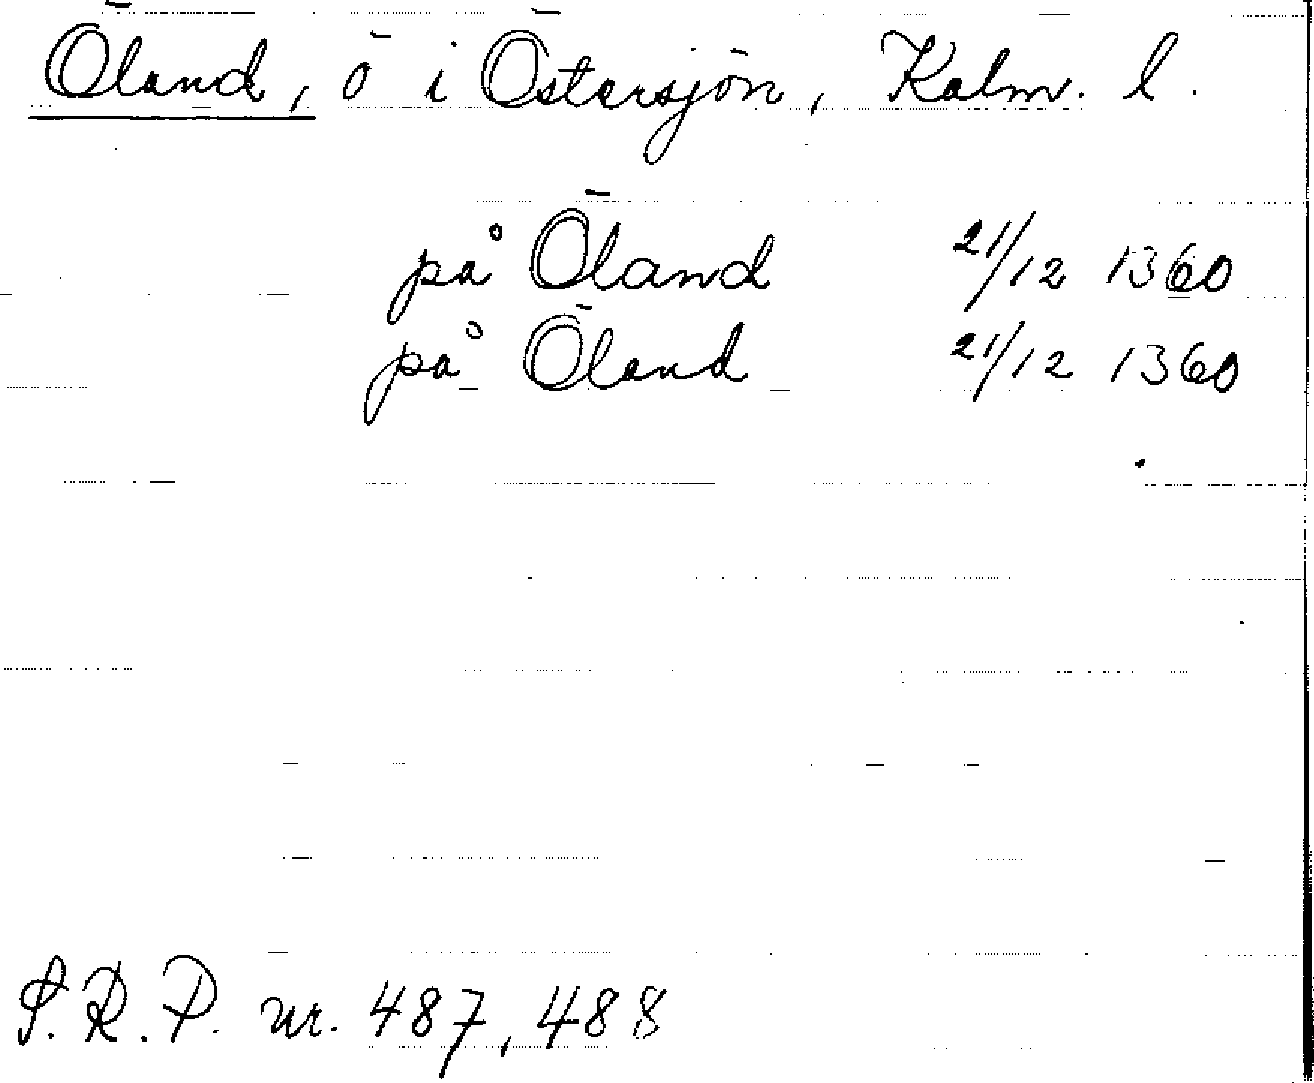 Öland, ö i Östersjön, Kalm. l.
på Öland 21/12 1360
på Öland 21/12 1360
S.R.P. nr. 487, 488